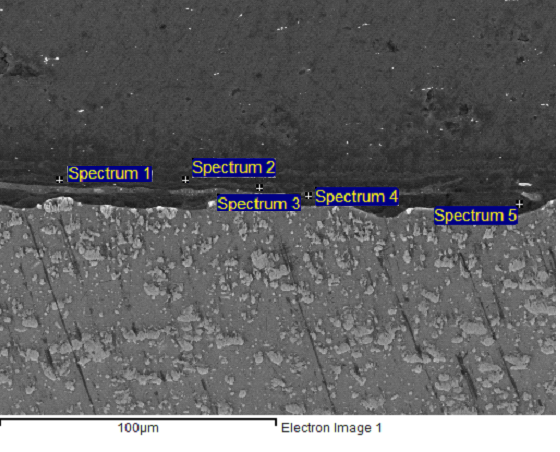 Spectrum 1
Spectrum 2
Spectrum 3
Spectrum 4
Spectrum 5
100µm
Electron Image 1